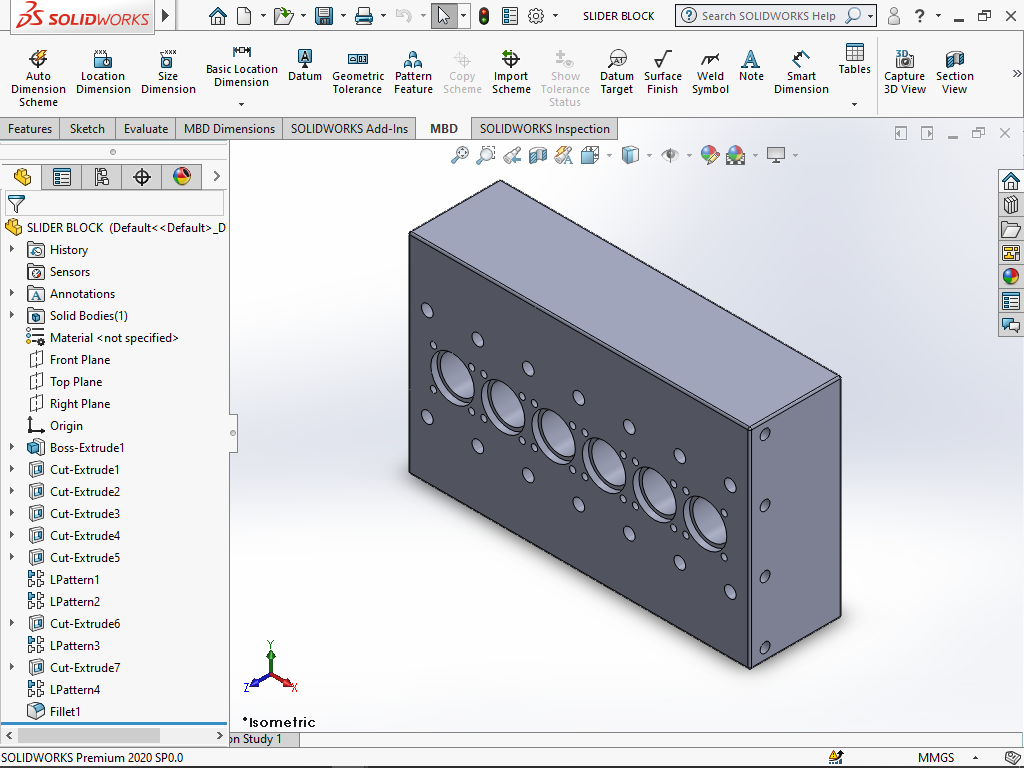 SOLIDWORKS
SLIDER BLOCK
Search SOLIDWORKS Help
Auto Dimension Scheme
Location Dimension
Size Dimension
Basic Location Dimension
Datum
Geometric Tolerance
Pattern Feature
Copy Scheme
Import Scheme
Show Tolerance Status
Datum Target
Surface Finish
Weld Symbol
Note
Smart Dimension
Tables
Capture 3D View
Section View
Features
Sketch
Evaluate
MBD Dimensions
SOLIDWORKS Add-Ins
MBD
SOLIDWORKS Inspection
SLIDER BLOCK (Default<<Default>_D
History
Sensors
Annotations
Solid Bodies(1)
Material <not specified>
Front Plane
Top Plane
Right Plane
Origin
Boss-Extrude1
Cut-Extrude1
Cut-Extrude2
Cut-Extrude3
Cut-Extrude4
Cut-Extrude5
LPattern1
LPattern2
Cut-Extrude6
LPattern3
Cut-Extrude7
LPattern4
Fillet1
Y
Z
X
*Isometric
on Study 1
SOLIDWORKS Premium 2020 SP0.0
MMGS